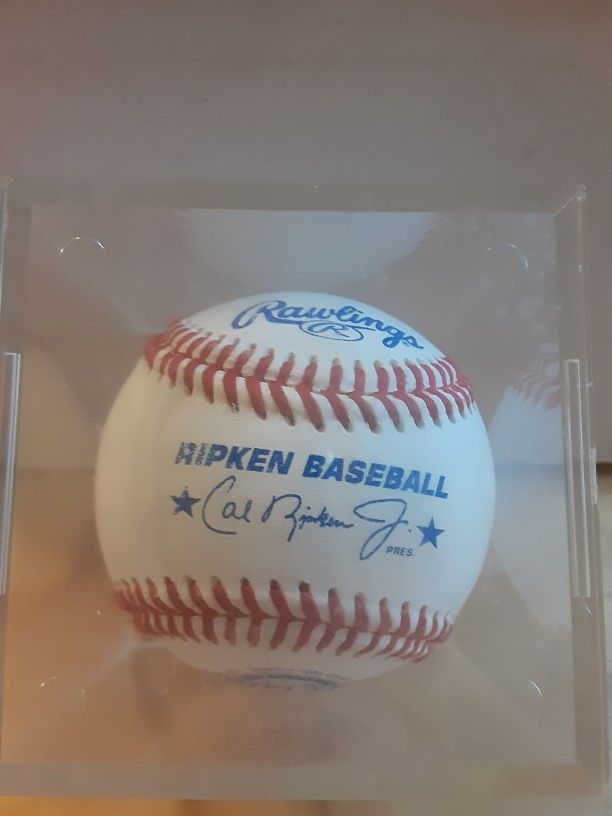 Rawlings
R
RIPKEN BASEBALL
★ Cal Ripken Jr. ★
PRES.